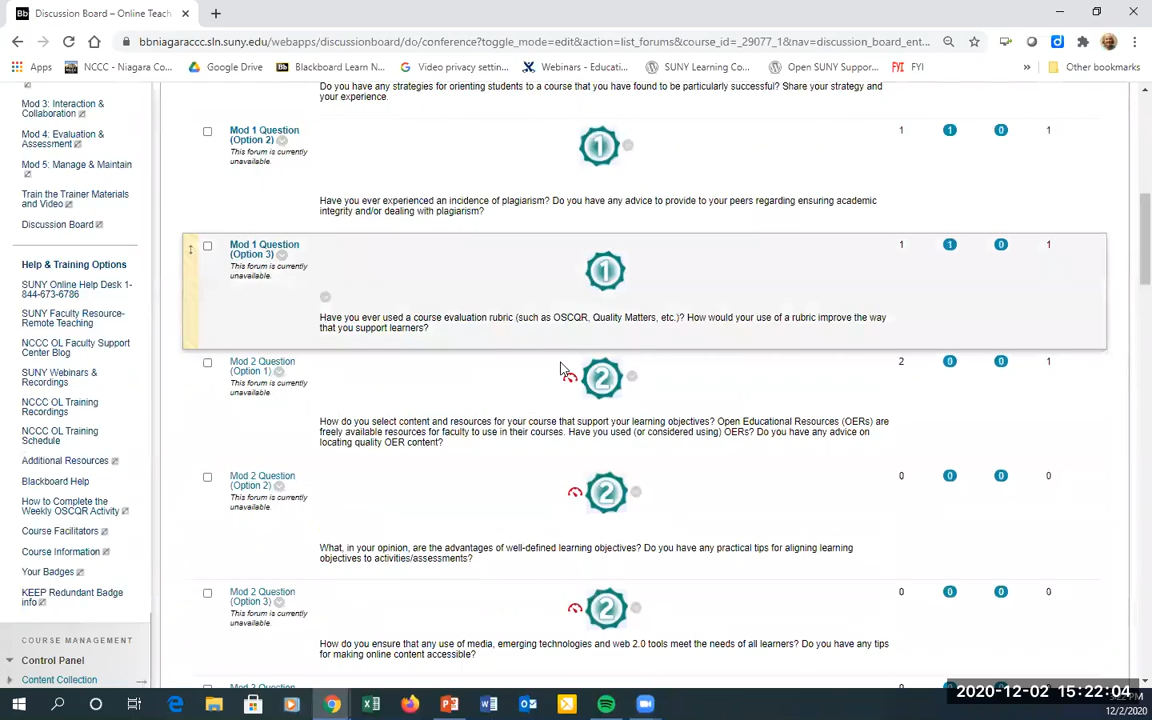 Bb Discussion Board – Online Teach
bbniagaraccc.sln.suny.edu/webapps/discussionboard/do/conference?toggle_mode=edit&action=list_forums&course_id=_29077_1&nav=discussion_board_ent...
Apps NCCC - Niagara Co... Google Drive Blackboard Learn N... Video privacy setting... Webinars - Educati... SUNY Learning Co... Open SUNY Suppor... FYI FYI » Other bookmarks
Mod 3: Interaction &
Collaboration
Mod 4: Evaluation &
Assessment
Mod 5: Manage & Maintain
Train the Trainer Materials
and Video
Discussion Board
Help & Training Options
SUNY Online Help Desk 1-
844-673-6786
SUNY Faculty Resource-
Remote Teaching
NCCC OL Faculty Support
Center Blog
SUNY Webinars &
Recordings
NCCC OL Training
Recordings
NCCC OL Training
Schedule
Additional Resources
Blackboard Help
How to Complete the
Weekly OSCQR Activity
Course Facilitators
Course Information
Your Badges
KEEP Redundant Badge
info
COURSE MANAGEMENT
Control Panel
Content Collection
Do you have any strategies for orienting students to a course that you have found to be particularly successful? Share your strategy and
your experience.
Mod 1 Question
(Option 2)
This forum is currently
unavailable.
1
1 1 0 1
Have you ever experienced an incidence of plagiarism? Do you have any advice to provide to your peers regarding ensuring academic
integrity and/or dealing with plagiarism?
Mod 1 Question
(Option 3)
This forum is currently
unavailable.
1
1 1 0 1
Have you ever used a course evaluation rubric (such as OSCQR, Quality Matters, etc.)? How would your use of a rubric improve the way
that you support learners?
Mod 2 Question
(Option 1)
This forum is currently
unavailable.
2
2 0 0 1
How do you select content and resources for your course that support your learning objectives? Open Educational Resources (OERs) are
freely available resources for faculty to use in their courses. Have you used (or considered using) OERs? Do you have any advice on
locating quality OER content?
Mod 2 Question
(Option 2)
This forum is currently
unavailable.
2
0 0 0 0
What, in your opinion, are the advantages of well-defined learning objectives? Do you have any practical tips for aligning learning
objectives to activities/assessments?
Mod 2 Question
(Option 3)
This forum is currently
unavailable.
2
0 0 0 0
How do you ensure that any use of media, emerging technologies and web 2.0 tools meet the needs of all learners? Do you have any tips
for making online content accessible?
2020-12-02 15:22:04
12/2/2020